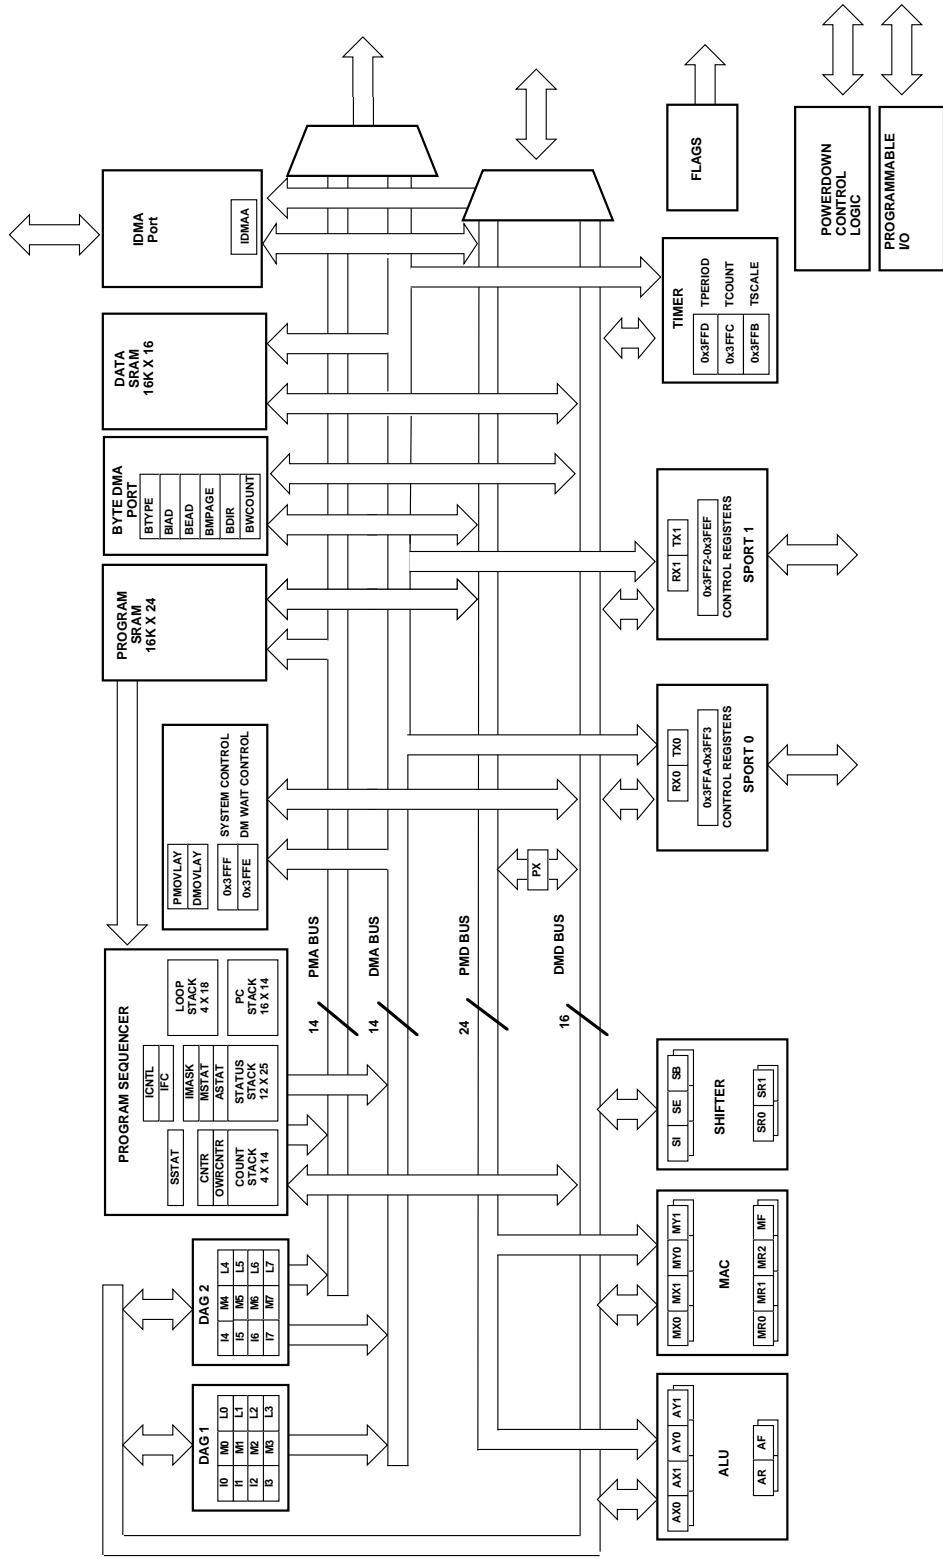 DAG 1
I0 M0 L0
I1 M1 L1
I2 M2 L2
I3 M3 L3
DAG 2
I4 M4 L4
I5 M5 L5
I6 M6 L6
I7 M7 L7
PROGRAM SEQUENCER
SSTAT
CNTR
OWRCNTR
COUNT
STACK
4 X 14
ICNTL
IFC
IMASK
MSTAT
ASTAT
STATUS
STACK
12 X 25
LOOP
STACK
4 X 18
PC
STACK
16 X 14
PMOVLAY
DMOVLAY
0x3FFF SYSTEM CONTROL
0x3FFE DM WAIT CONTROL
PROGRAM
SRAM
16K X 24
BYTE DMA
PORT
BTYPE
BIAD
BEAD
BMPAGE
BDIR
BWCOUNT
DATA
SRAM
16K X 16
IDMA
Port
IDMAA
14 PMA BUS
14 DMA BUS
24 PMD BUS
16 DMD BUS
PX
AX0 AX1 AY0 AY1
ALU
AR AF
MX0 MX1 MY0 MY1
MAC
MR0 MR1 MR2 MF
SI SE SB
SHIFTER
SR0 SR1
RX0 TX0
0x3FFA-0x3FF3
CONTROL REGISTERS
SPORT 0
RX1 TX1
0x3FF2-0x3FEF
CONTROL REGISTERS
SPORT 1
TIMER
0x3FFD TPERIOD
0x3FFC TCOUNT
0x3FFB TSCALE
FLAGS
POWERDOWN
CONTROL
LOGIC
PROGRAMMABLE
I/O